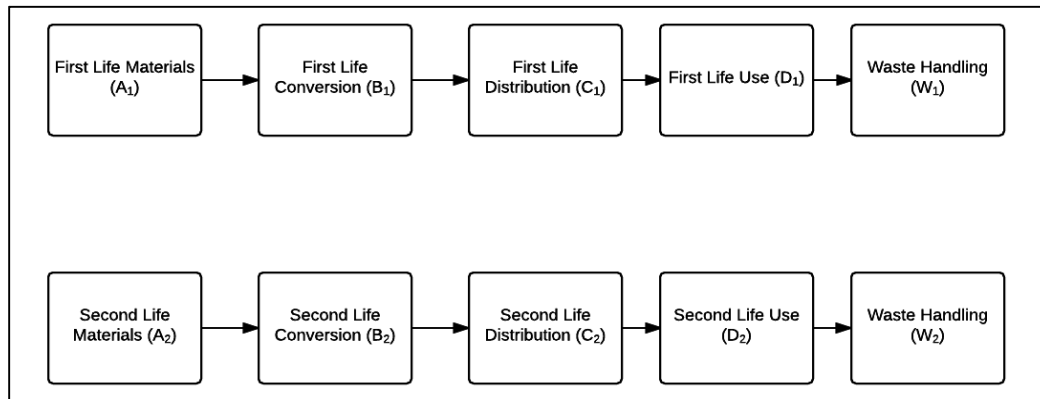 First Life Materials
(A₁)
First Life
Conversion (B₁)
First Life
Distribution (C₁)
First Life Use (D₁)
Waste Handling
(W₁)
Second Life
Materials (A₂)
Second Life
Conversion (B₂)
Second Life
Distribution (C₂)
Second Life Use
(D₂)
Waste Handling
(W₂)